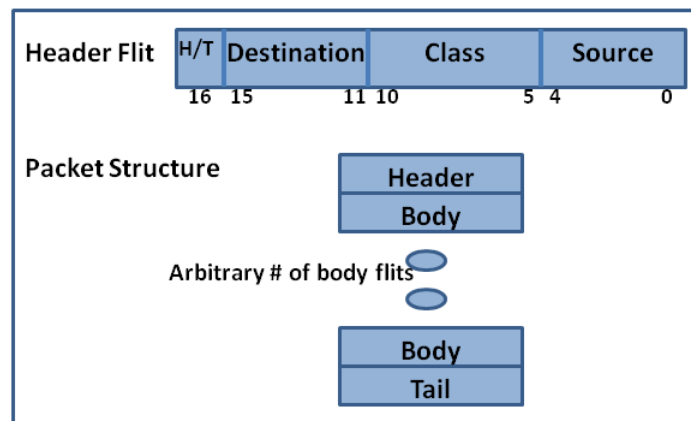 Header Flit H/T Destination Class Source
16 15 11 10 5 4 0
Packet Structure
Header
Body
Arbitrary # of body flits
Body
Tail